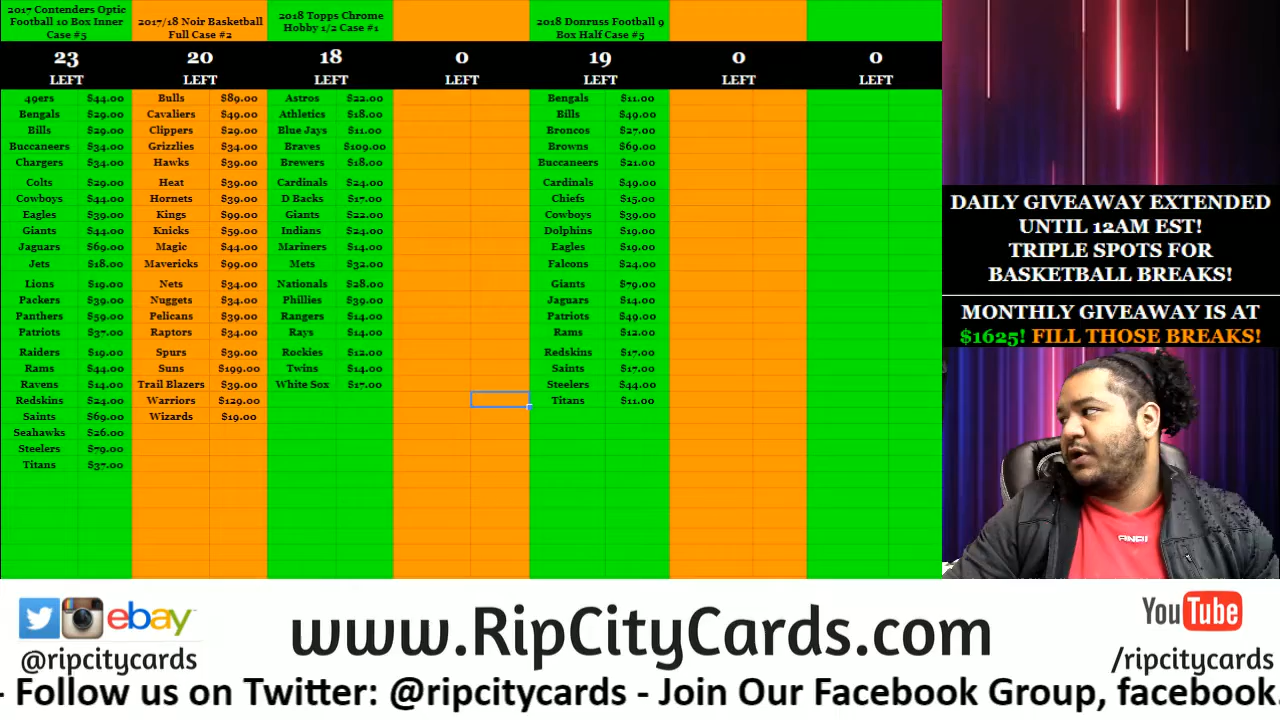 2017 Contenders Optic
Football 10 Box Inner
Case #5
23
LEFT
49ers $44.00
Bengals $29.00
Bills $29.00
Buccaneers $34.00
Chargers $34.00
Colts $29.00
Cowboys $44.00
Eagles $39.00
Giants $44.00
Jaguars $69.00
Jets $18.00
Lions $19.00
Packers $39.00
Panthers $59.00
Patriots $37.00
Raiders $19.00
Rams $44.00
Ravens $14.00
Redskins $24.00
Saints $69.00
Seahawks $26.00
Steelers $79.00
Titans $37.00
2017/18 Noir Basketball
Full Case #2
20
LEFT
Bulls $89.00
Cavaliers $49.00
Clippers $29.00
Grizzlies $34.00
Hawks $39.00
Heat $39.00
Hornets $39.00
Kings $99.00
Knicks $59.00
Magic $44.00
Mavericks $99.00
Nets $34.00
Nuggets $34.00
Pelicans $39.00
Raptors $34.00
Spurs $39.00
Suns $199.00
Trail Blazers $39.00
Warriors $129.00
Wizards $19.00
2018 Topps Chrome
Hobby 1/2 Case #1
18
LEFT
Astros $22.00
Athletics $18.00
Blue Jays $11.00
Braves $109.00
Brewers $18.00
Cardinals $24.00
D Backs $17.00
Giants $22.00
Indians $24.00
Mariners $14.00
Mets $32.00
Nationals $28.00
Phillies $39.00
Rangers $14.00
Rays $14.00
Rockies $12.00
Twins $14.00
White Sox $17.00
0
LEFT
2018 Donruss Football 9
Box Half Case #5
19
LEFT
Bengals $11.00
Bills $49.00
Broncos $27.00
Browns $69.00
Buccaneers $21.00
Cardinals $49.00
Chiefs $15.00
Cowboys $39.00
Dolphins $19.00
Eagles $19.00
Falcons $24.00
Giants $79.00
Jaguars $14.00
Patriots $49.00
Rams $12.00
Redskins $17.00
Saints $17.00
Steelers $44.00
Titans $11.00
0
LEFT
0
LEFT
DAILY GIVEAWAY EXTENDED
UNTIL 12AM EST!
TRIPLE SPOTS FOR
BASKETBALL BREAKS!
MONTHLY GIVEAWAY IS AT
$1625! FILL THOSE BREAKS!
ebay
@ripcitycards
www.RipCityCards.com
YouTube
/ripcitycards
- Follow us on Twitter: @ripcitycards - Join Our Facebook Group, facebook.